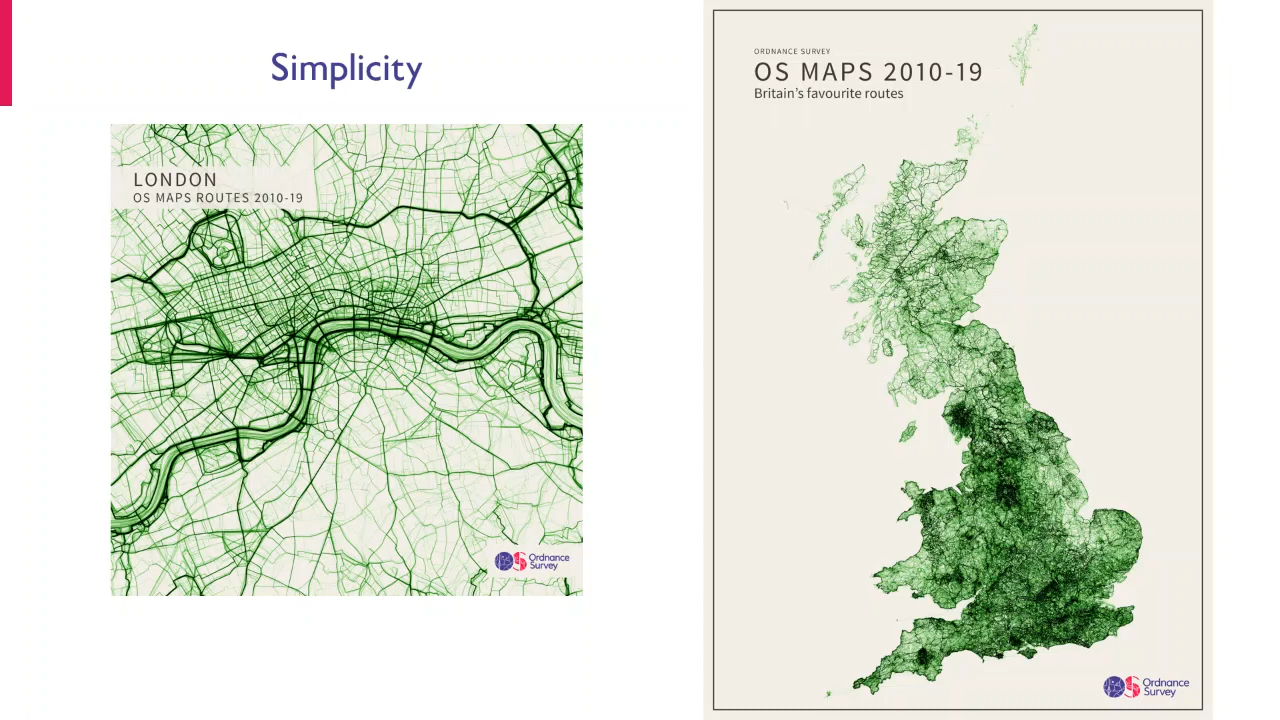 Simplicity
LONDON
OS MAPS ROUTES 2010-19
Ordnance
Survey
ORDNANCE SURVEY
OS MAPS 2010-19
Britain's favourite routes
Ordnance
Survey